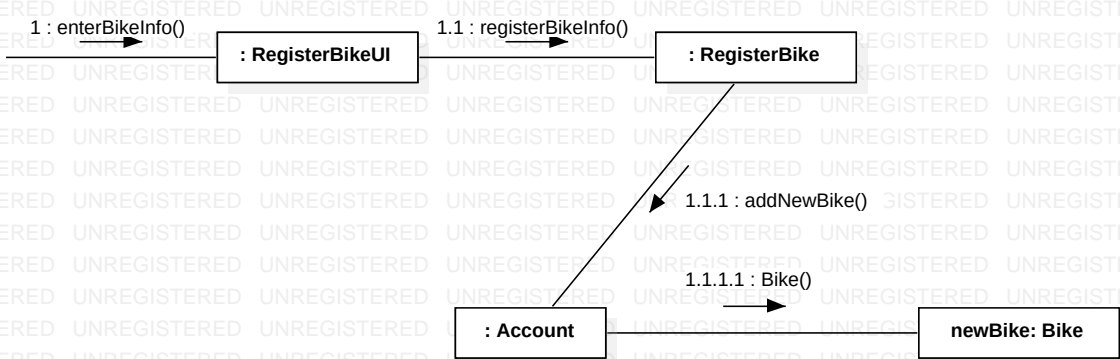 1 : enterBikeInfo()
1.1 : registerBikeInfo()
: RegisterBikeUI
: RegisterBike
1.1.1 : addNewBike()
1.1.1.1 : Bike()
: Account
newBike: Bike
UNREGISTERED